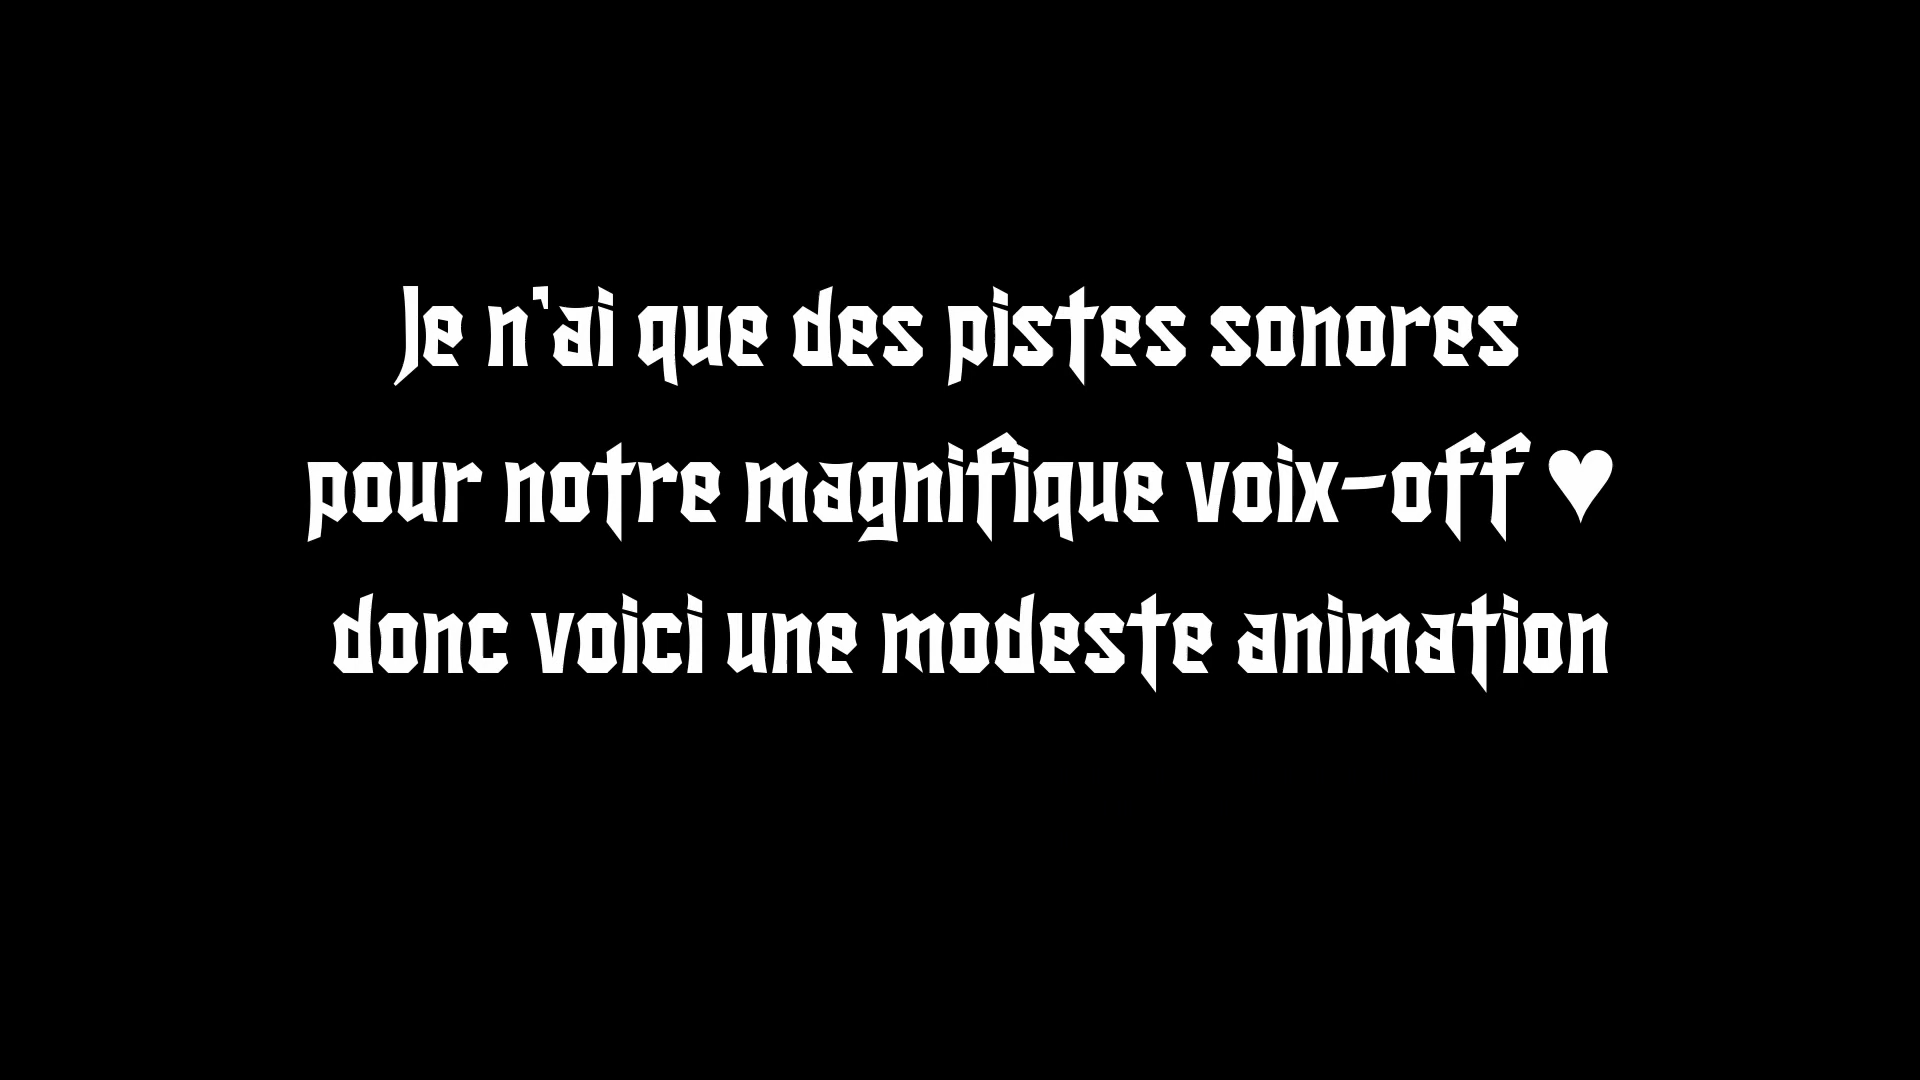 Je n'ai que des pistes sonores
pour notre magnifique voix-off ♥
donc voici une modeste animation